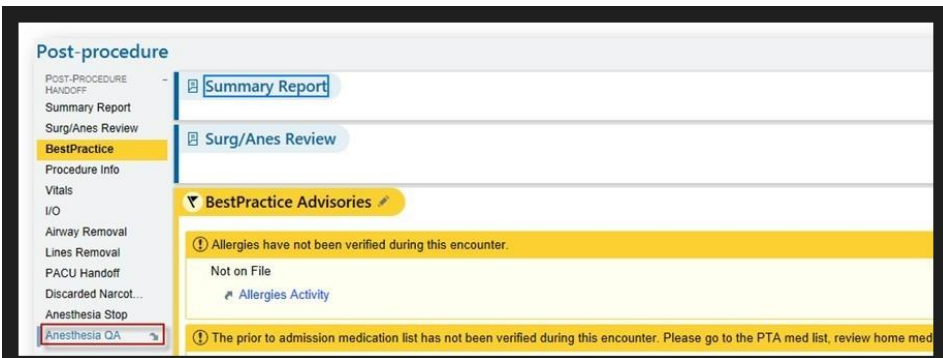 Post-procedure
POST-PROCEDURE
HANDOFF
Summary Report
Surg/Anes Review
BestPractice
Procedure Info
Vitals
I/O
Airway Removal
Lines Removal
PACU Handoff
Discarded Narcot...
Anesthesia Stop
Anesthesia QA
Summary Report
Surg/Anes Review
BestPractice Advisories
Allergies have not been verified during this encounter.
Not on File
Allergies Activity
The prior to admission medication list has not been verified during this encounter. Please go to the PTA med list, review home med